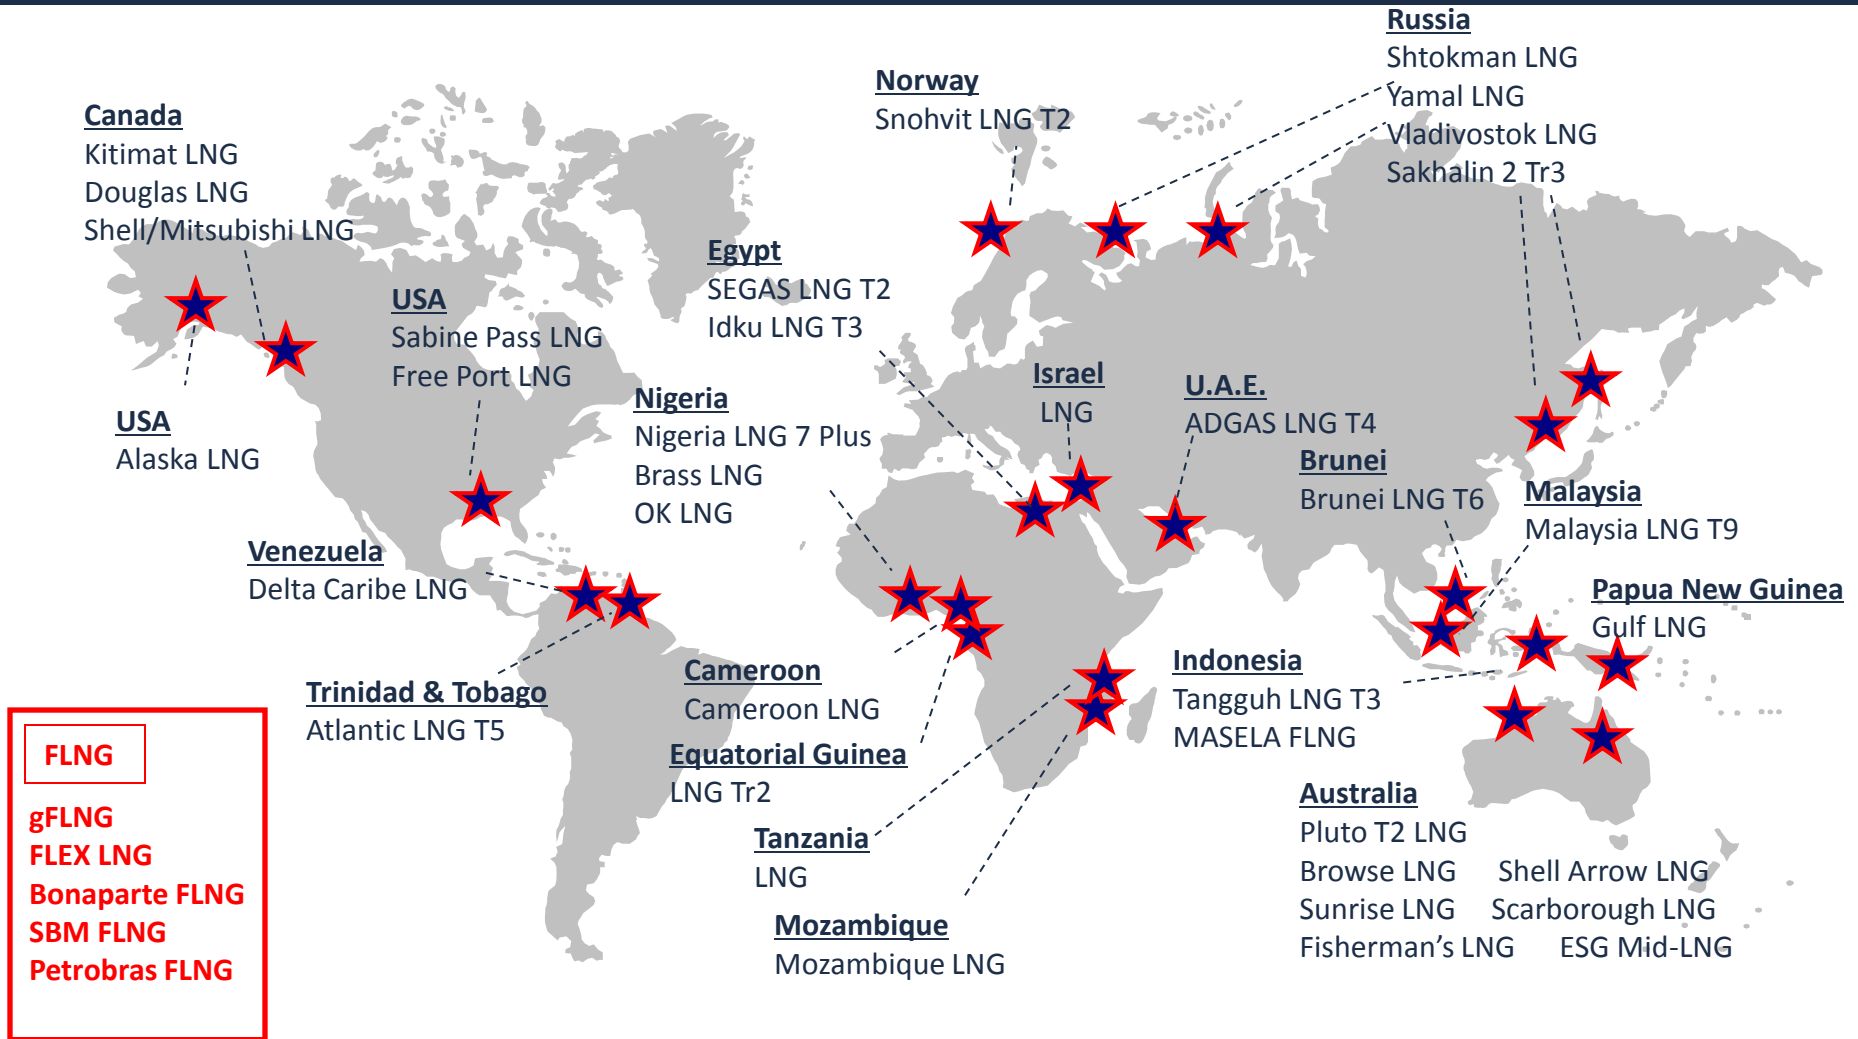 Russia
Shtokman LNG
Yamal LNG
Vladivostok LNG
Sakhalin 2 Tr3
Norway
Snohvit LNG T2
Canada
Kitimat LNG
Douglas LNG
Shell/Mitsubishi LNG
Egypt
SEGAS LNG T2
Idku LNG T3
USA
Sabine Pass LNG
Free Port LNG
USA
Alaska LNG
Israel
LNG
U.A.E.
ADGAS LNG T4
Nigeria
Nigeria LNG 7 Plus
Brass LNG
OK LNG
Brunei
Brunei LNG T6
Malaysia
Malaysia LNG T9
Venezuela
Delta Caribe LNG
Papua New Guinea
Gulf LNG
Trinidad & Tobago
Atlantic LNG T5
Cameroon
Cameroon LNG
Indonesia
Tangguh LNG T3
MASELA FLNG
Equatorial Guinea
LNG Tr2
Tanzania
LNG
Mozambique
Mozambique LNG
Australia
Pluto T2 LNG
Browse LNG Shell Arrow LNG
Sunrise LNG Scarborough LNG
Fisherman’s LNG ESG Mid-LNG
FLNG
gFLNG
FLEX LNG
Bonaparte FLNG
SBM FLNG
Petrobras FLNG